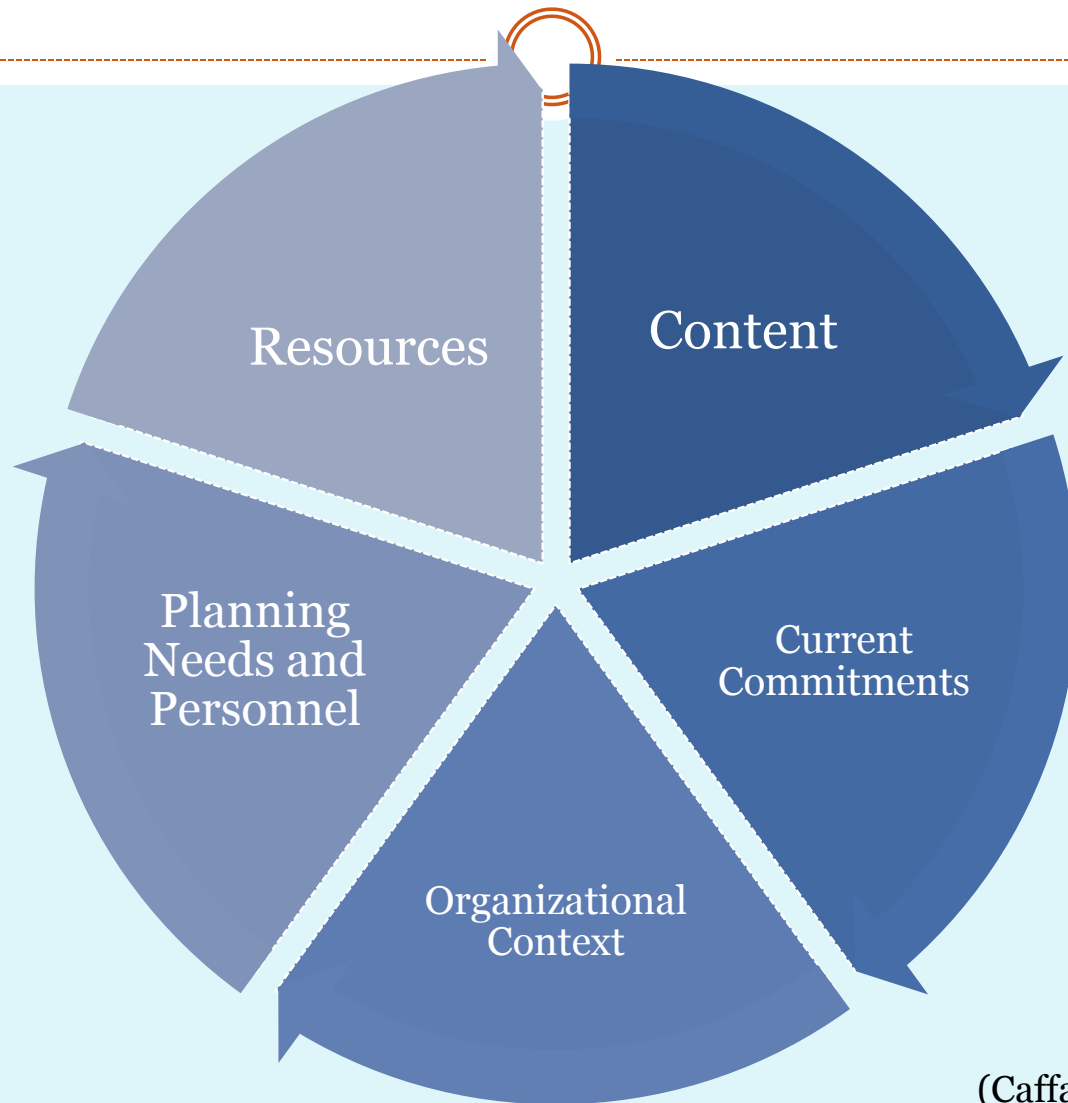 Resources
Content
Planning
Needs and
Personnel
Current
Commitments
Organizational
Context